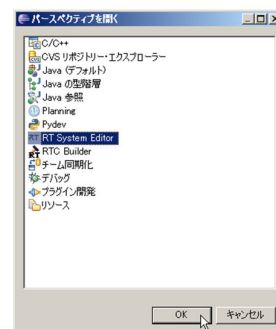 パースペクティブを開く
C/C++
CVS リポジトリー・エクスプローラー
Java (デフォルト)
Java の型階層
Java 参照
Planning
Pydev
RT System Editor
RTC Builder
チーム同期化
デバッグ
プラグイン開発
リソース
OK
キャンセル